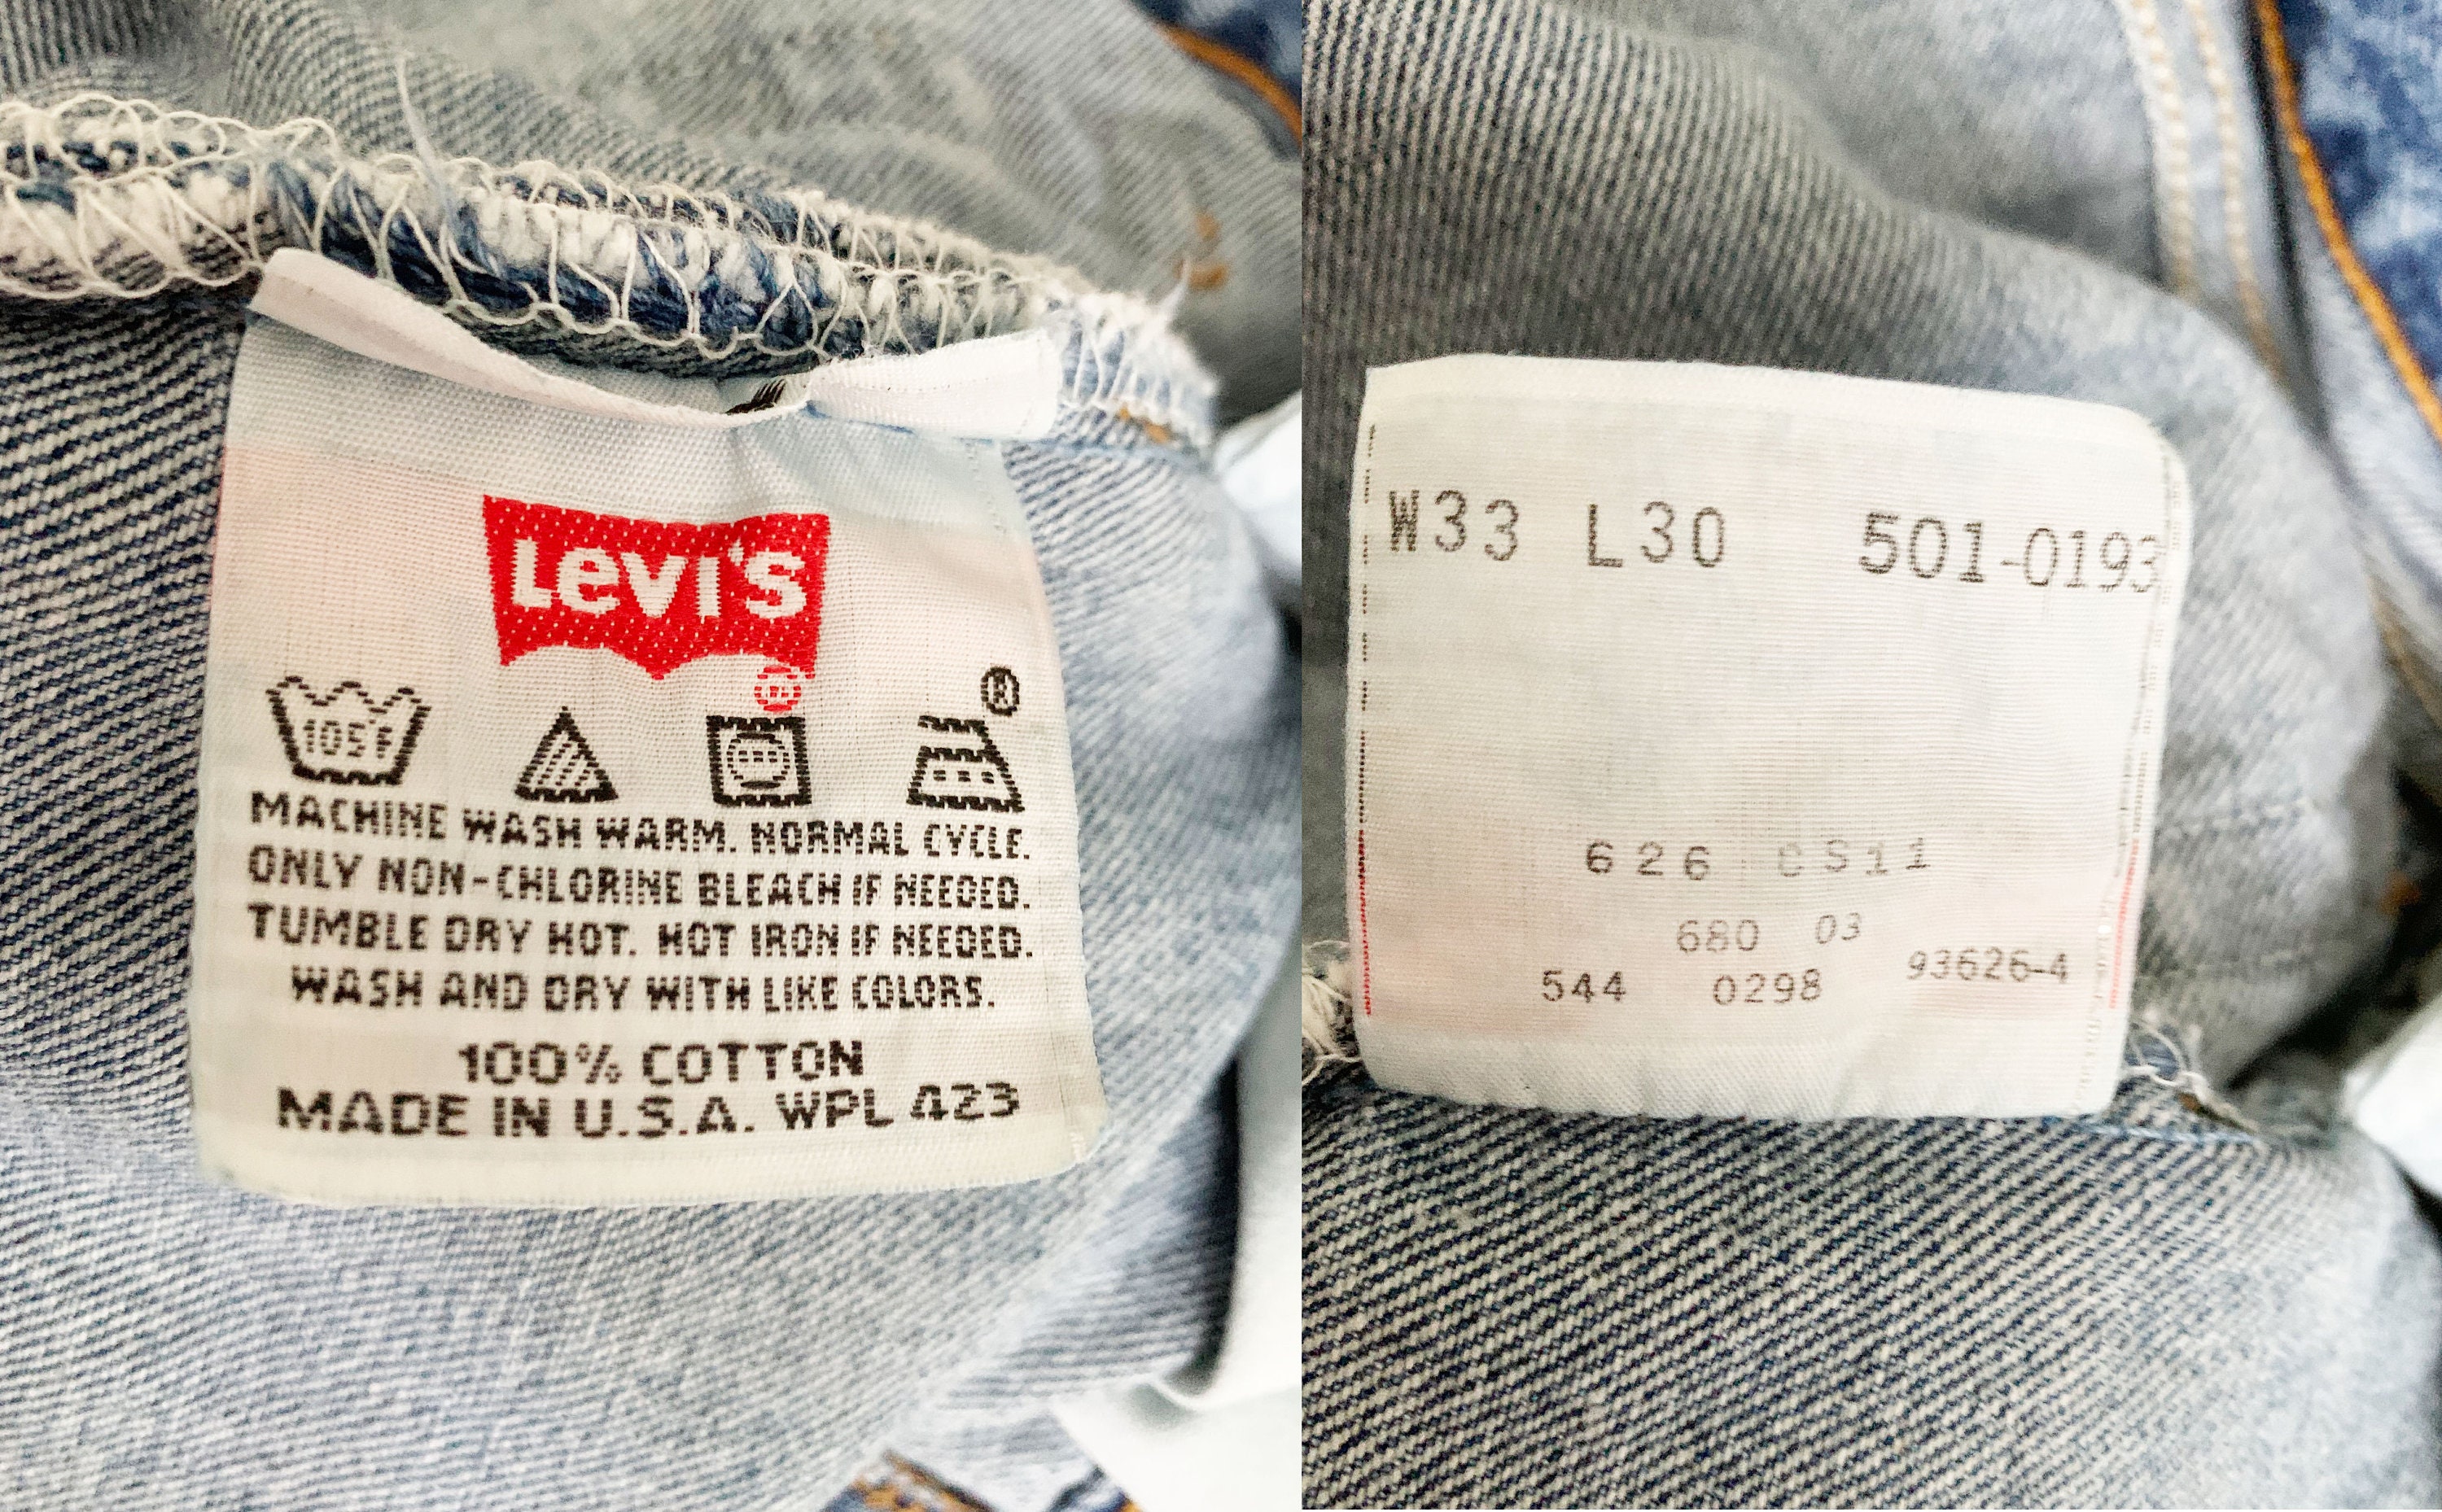 Levi's
®
®
105°F
MACHINE WASH WARM. NORMAL CYCLE.
ONLY NON-CHLORINE BLEACH IF NEEDED.
TUMBLE DRY HOT. HOT IRON IF NEEDED.
WASH AND DRY WITH LIKE COLORS.
100% COTTON
MADE IN U.S.A. WPL 423
W33 L30 501-0193
626
680 03
544 0298 93626-4